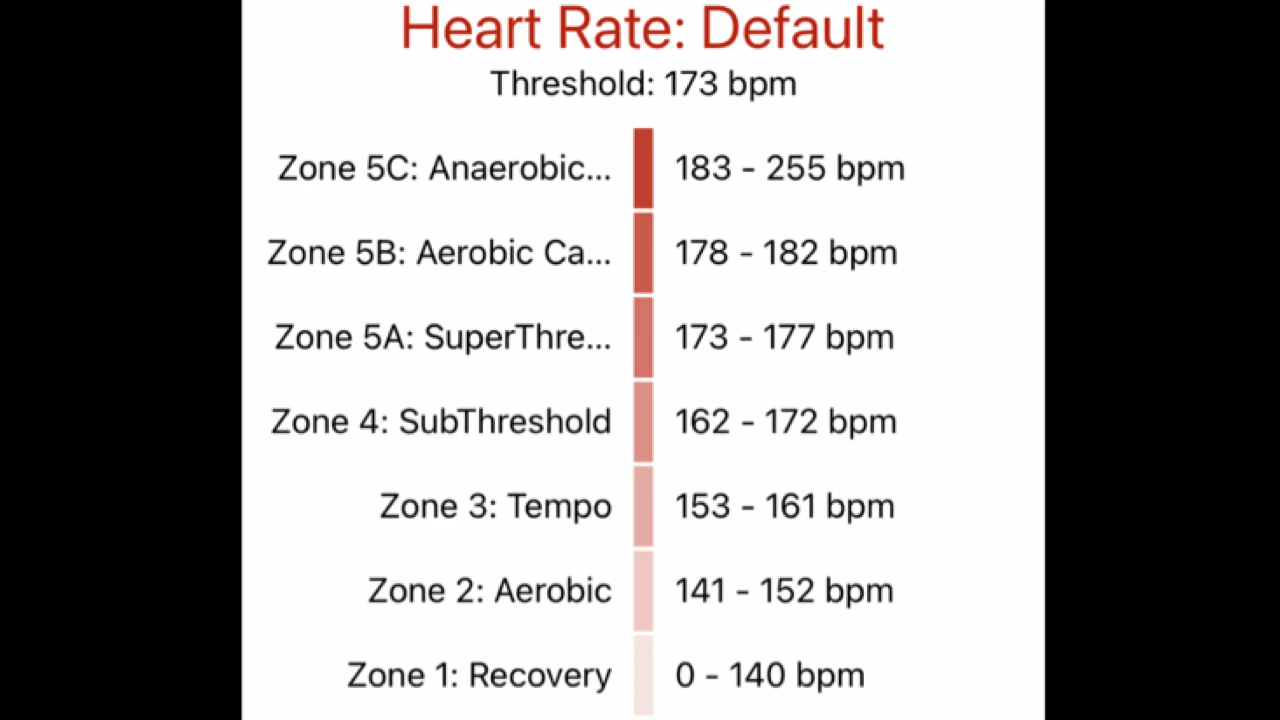 Heart Rate: Default
Threshold: 173 bpm
Zone 5C: Anaerobic... 183 - 255 bpm
Zone 5B: Aerobic Ca... 178 - 182 bpm
Zone 5A: SuperThre... 173 - 177 bpm
Zone 4: SubThreshold 162 - 172 bpm
Zone 3: Tempo 153 - 161 bpm
Zone 2: Aerobic 141 - 152 bpm
Zone 1: Recovery 0 - 140 bpm